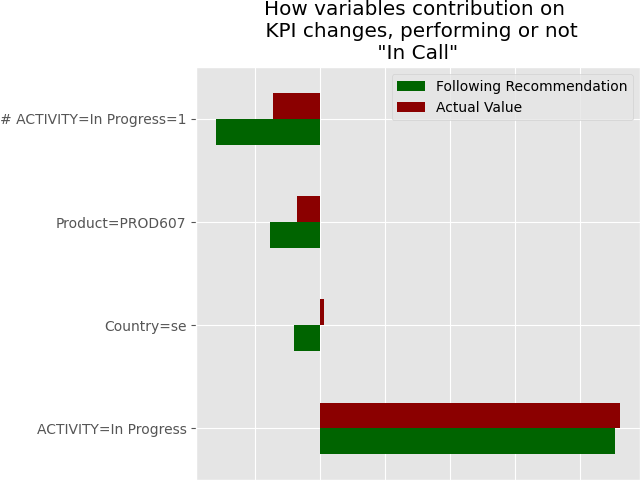 How variables contribution on
KPI changes, performing or not
"In Call"
Following Recommendation
Actual Value
# ACTIVITY=In Progress=1
Product=PROD607
Country=se
ACTIVITY=In Progress